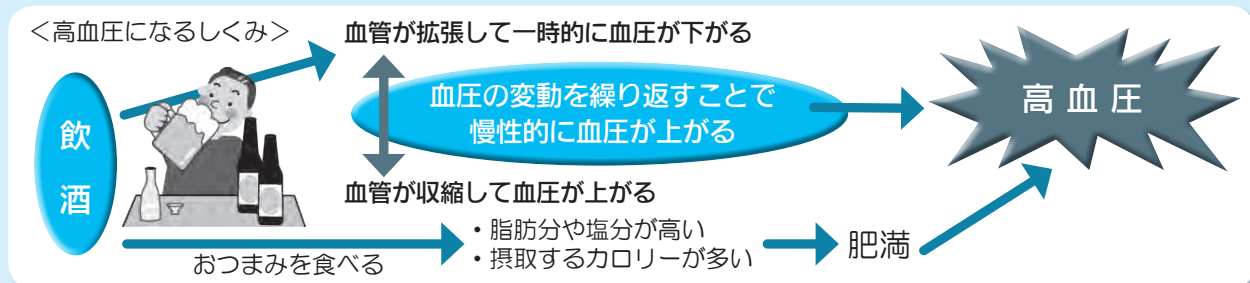 ＜高血圧になるしくみ＞
血管が拡張して一時的に血圧が下がる
飲酒
血圧の変動を繰り返すことで
慢性的に血圧が上がる
高血圧
血管が収縮して血圧が上がる
おつまみを食べる
・脂肪分や塩分が高い
・摂取するカロリーが多い
肥満